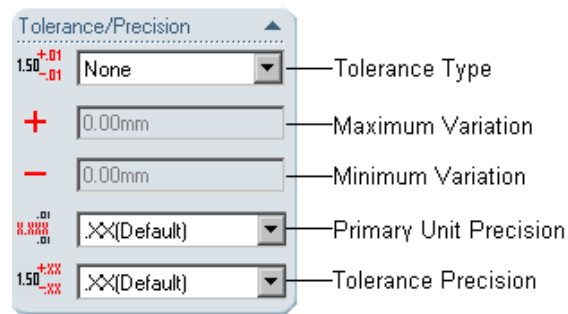 Tolerance/Precision
1.50 +.01 -.01 None Tolerance Type
+ 0.00mm Maximum Variation
- 0.00mm Minimum Variation
X.XXX .01 .01 .XX(Default) Primary Unit Precision
1.50 +.XX -.XX .XX(Default) Tolerance Precision